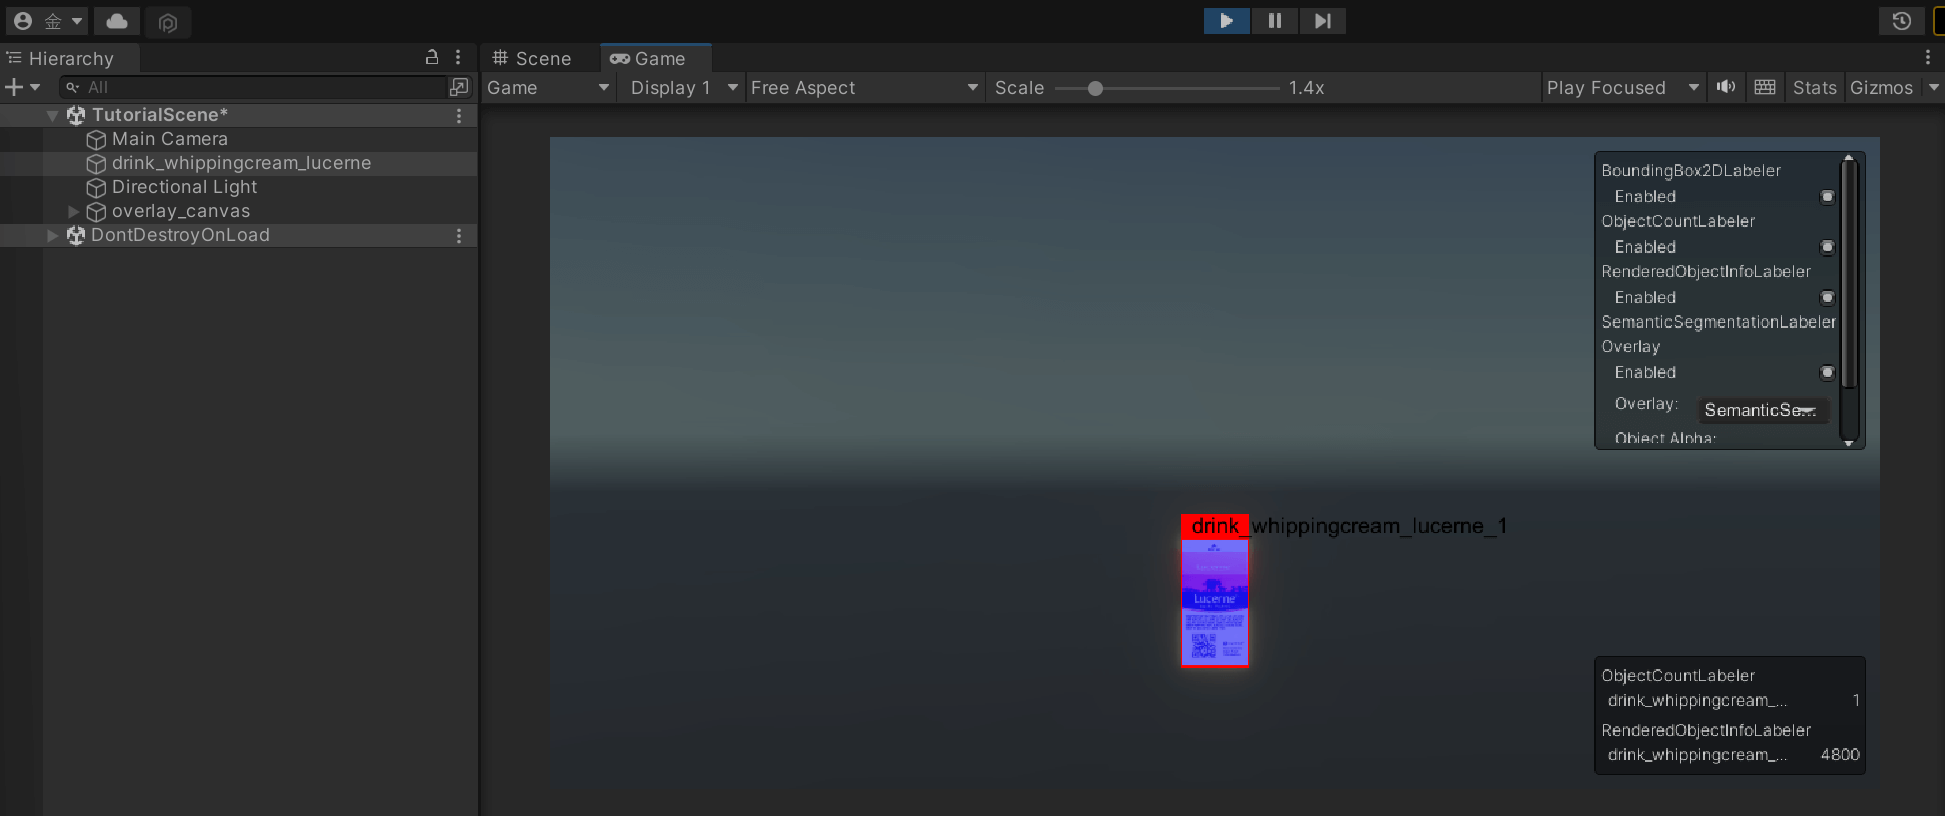 金
Hierarchy
All
TutorialScene*
Main Camera
drink_whippingcream_lucerne
Directional Light
overlay_canvas
DontDestroyOnLoad
Scene
Game
Game
Display 1
Free Aspect
Scale
1.4x
Play Focused
Stats
Gizmos
BoundingBox2DLabeler
Enabled
ObjectCountLabeler
Enabled
RenderedObjectInfoLabeler
Enabled
SemanticSegmentationLabeler
Overlay
Enabled
Overlay: SemanticSe...
Object Alpha:
drink_whippingcream_lucerne_1
Lucerne
ObjectCountLabeler
drink_whippingcream_... 1
RenderedObjectInfoLabeler
drink_whippingcream_... 4800